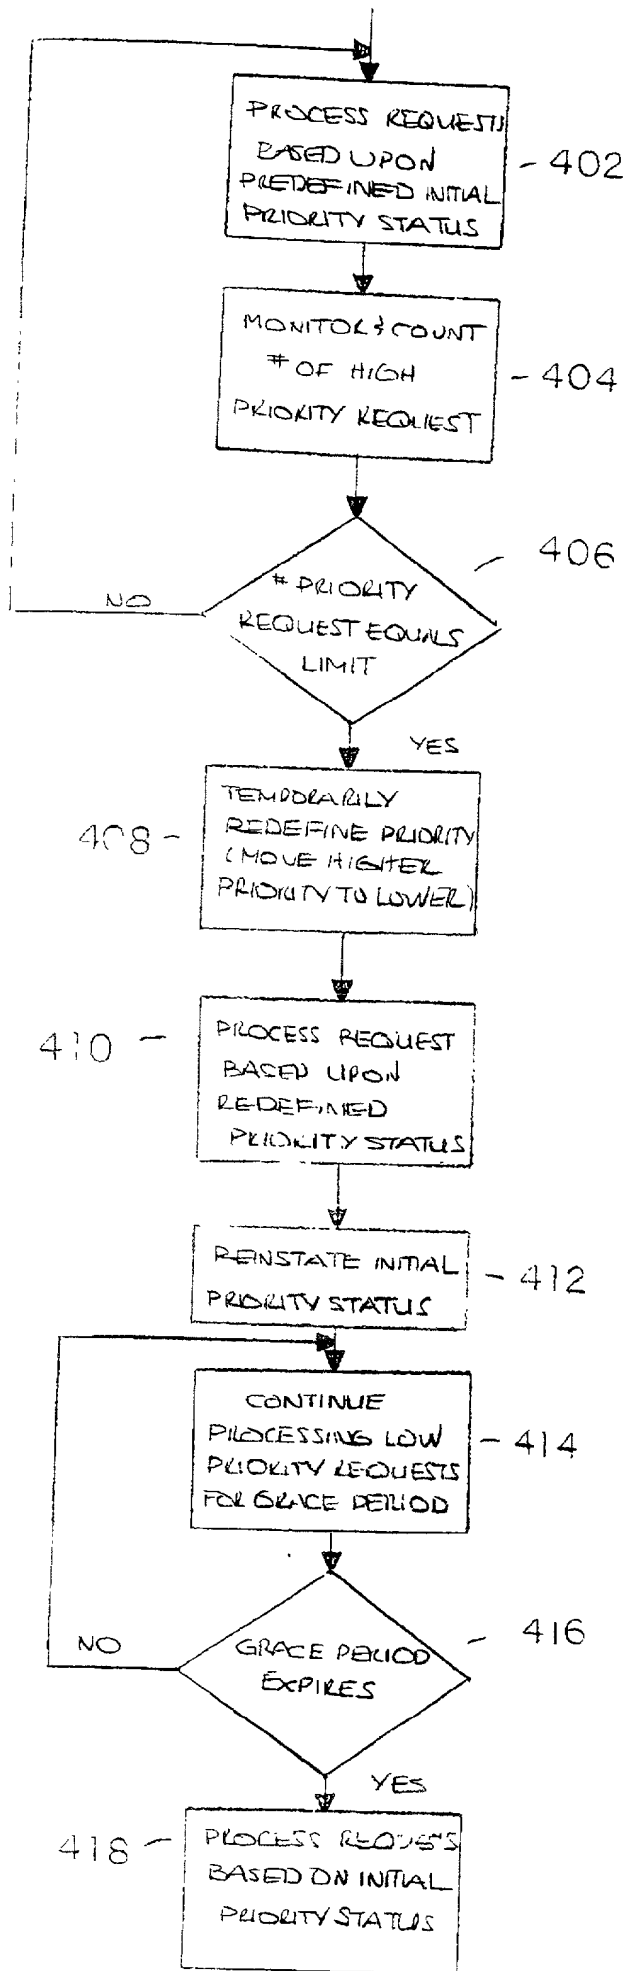 PROCESS REQUESTS
BASED UPON
PREDEFINED INITIAL
PRIORITY STATUS
- 402
MONITOR & COUNT
# OF HIGH
PRIORITY REQUEST
- 404
406
# PRIORITY
REQUEST EQUALS
LIMIT
NO
YES
408 -
TEMPORARILY
REDEFINE PRIORITY
(MOVE HIGHER
PRIORITY TO LOWER)
410 -
PROCESS REQUEST
BASED UPON
REDEFINED
PRIORITY STATUS
REINSTATE INITIAL
PRIORITY STATUS
- 412
CONTINUE
PROCESSING LOW
PRIORITY REQUESTS
FOR GRACE PERIOD
- 414
416
NO
GRACE PERIOD
EXPIRES
YES
418 -
PROCESS REQUESTS
BASED ON INITIAL
PRIORITY STATUS